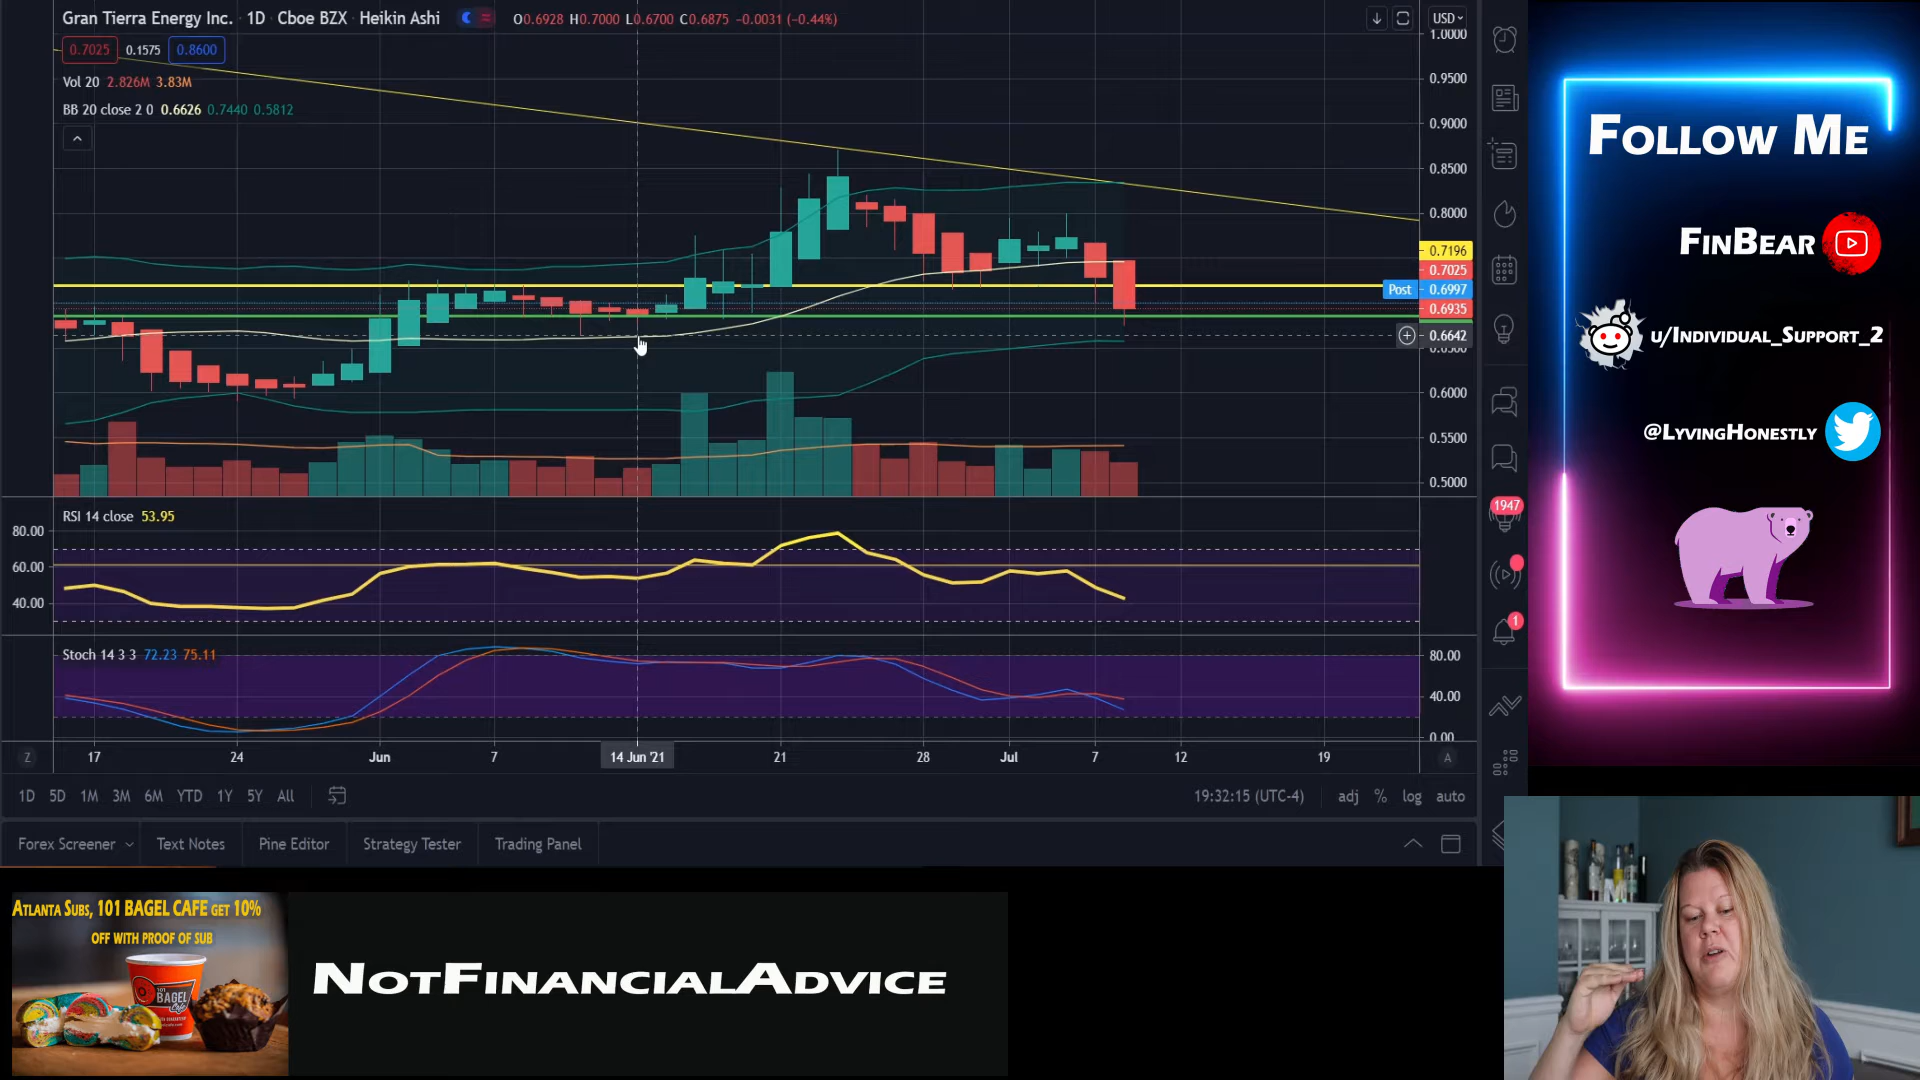 Gran Tierra Energy Inc. · 1D · Cboe BZX · Heikin Ashi
O0.6928 H0.7000 L0.6700 C0.6875 −0.0031 (−0.44%)
USD
0.7025 0.1575 0.8600
Vol 20 2.826M 3.83M
BB 20 close 2 0 0.6626 0.7440 0.5812
1.0000
0.9500
0.9000
0.8500
0.8000
0.7196
0.7025
Post 0.6997
0.6935
0.6642
0.6000
0.5500
0.5000
RSI 14 close 53.95
80.00
60.00
40.00
Stoch 14 3 3 72.23 75.11
80.00
40.00
0.00
Z 17 24 Jun 7 14 Jun '21 21 28 Jul 7 12 19 A
1D 5D 1M 3M 6M YTD 1Y 5Y All
19:32:15 (UTC-4) adj % log auto
Forex Screener Text Notes Pine Editor Strategy Tester Trading Panel
1947
1
FOLLOW ME
FINBEAR
U/INDIVIDUAL_SUPPORT_2
@LYVINGHONESTLY
ATLANTA SUBS, 101 BAGEL CAFE GET 10%
OFF WITH PROOF OF SUB
101
BAGEL
Cafe
NOTFINANCIALADVICE